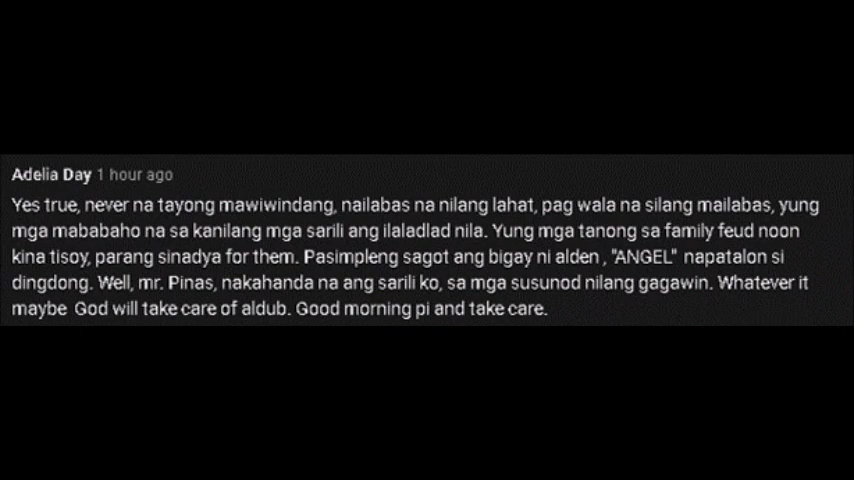 Adelia Day 1 hour ago
Yes true, never na tayong mawiwindang, nailabas na nilang lahat, pag wala na silang mailabas, yung
mga mababaho na sa kanilang mga sarili ang ilaladlad nila. Yung mga tanong sa family feud noon
kina tisoy, parang sinadya for them. Pasimpleng sagot ang bigay ni alden , "ANGEL" napatalon si
dingdong. Well, mr. Pinas, nakahanda na ang sarili ko, sa mga susunod nilang gagawin. Whatever it
maybe God will take care of aldub. Good morning pi and take care.